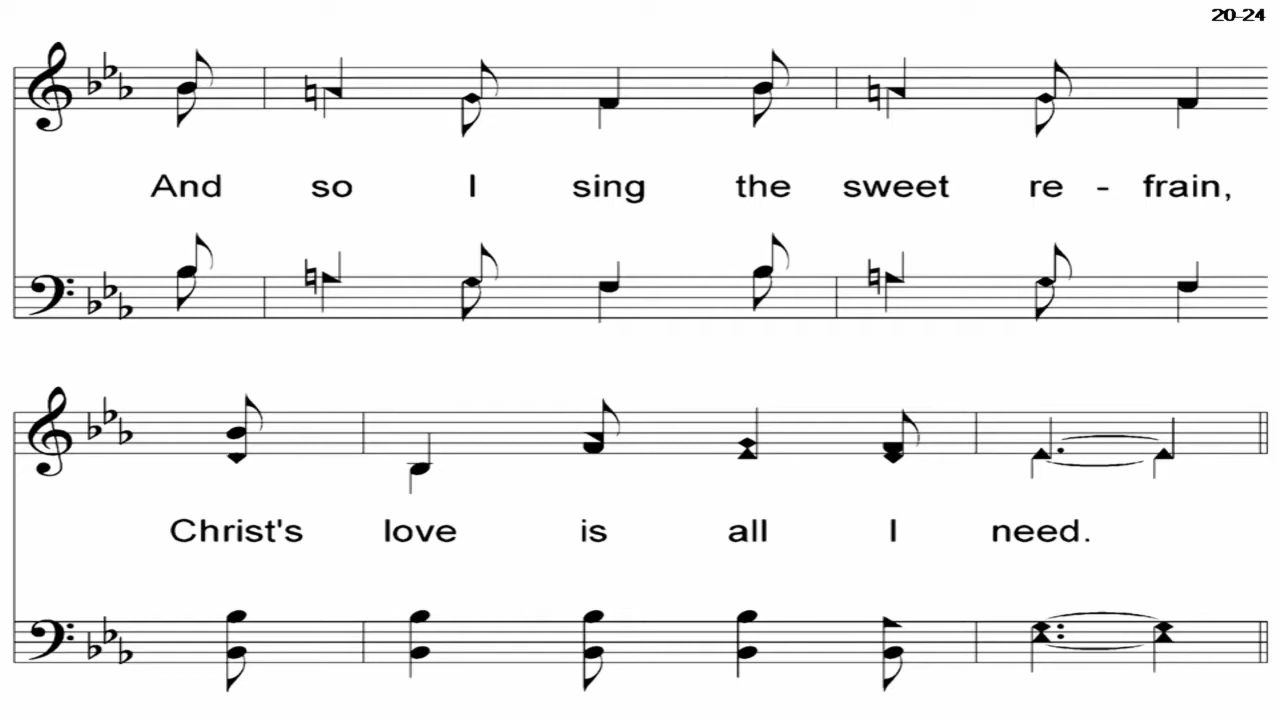 20-24
And so I sing the sweet re - frain,
Christ's love is all I need.